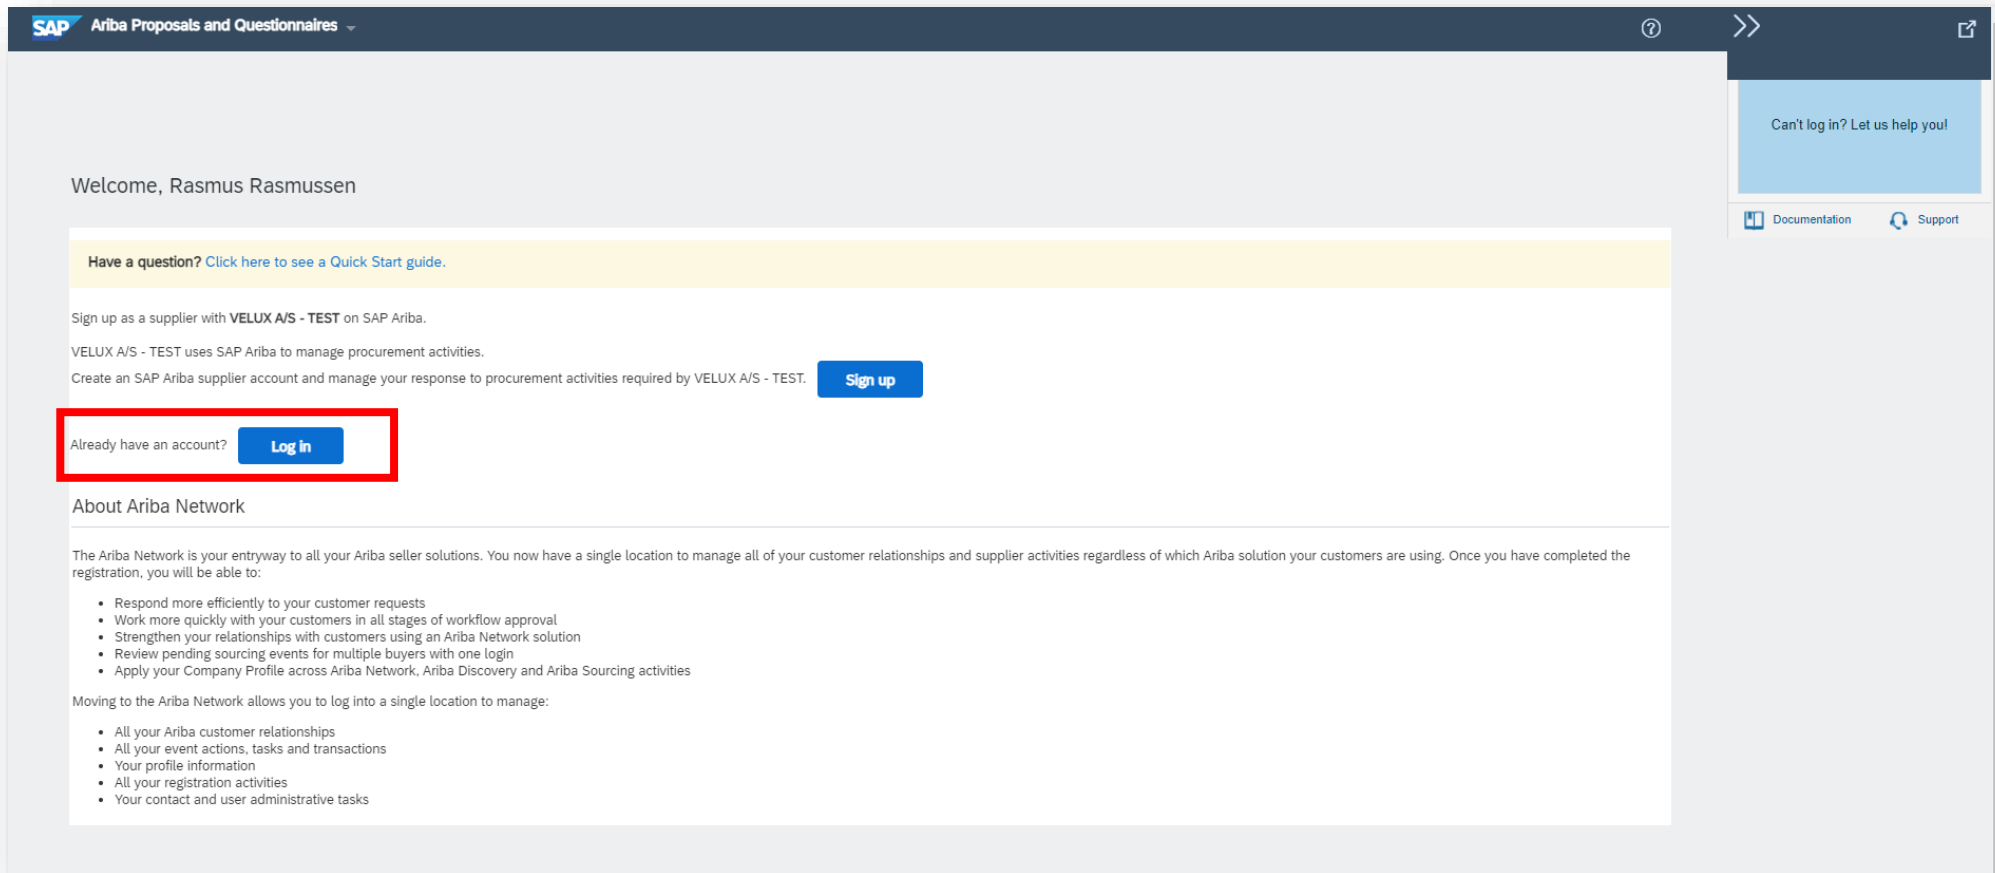 SAP Ariba Proposals and Questionnaires
Can't log in? Let us help you!
Documentation Support
Welcome, Rasmus Rasmussen
Have a question? Click here to see a Quick Start guide.
Sign up as a supplier with VELUX A/S - TEST on SAP Ariba.
VELUX A/S - TEST uses SAP Ariba to manage procurement activities.
Create an SAP Ariba supplier account and manage your response to procurement activities required by VELUX A/S - TEST. Sign up
Already have an account? Log in
About Ariba Network
The Ariba Network is your entryway to all your Ariba seller solutions. You now have a single location to manage all of your customer relationships and supplier activities regardless of which Ariba solution your customers are using. Once you have completed the
registration, you will be able to:
• Respond more efficiently to your customer requests
• Work more quickly with your customers in all stages of workflow approval
• Strengthen your relationships with customers using an Ariba Network solution
• Review pending sourcing events for multiple buyers with one login
• Apply your Company Profile across Ariba Network, Ariba Discovery and Ariba Sourcing activities
Moving to the Ariba Network allows you to log into a single location to manage:
• All your Ariba customer relationships
• All your event actions, tasks and transactions
• Your profile information
• All your registration activities
• Your contact and user administrative tasks